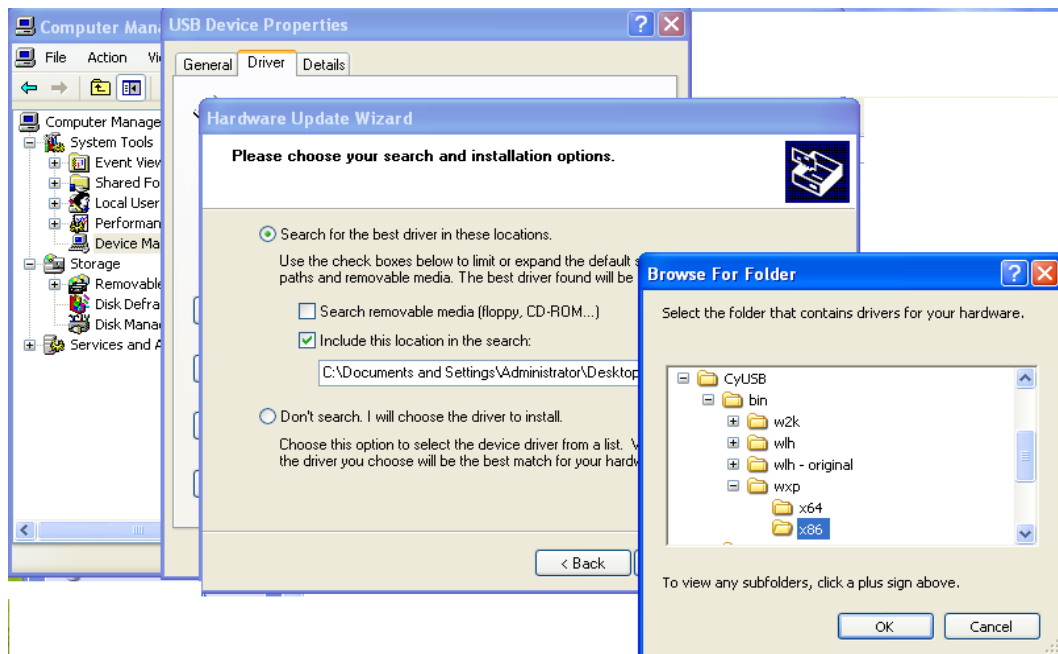 Computer Man
File Action Vi
Computer Manage
System Tools
Event View
Shared Fo
Local User
Performan
Device Ma
Storage
Removable
Disk Defra
Disk Mana
Services and A
USB Device Properties
General Driver Details
Hardware Update Wizard
Please choose your search and installation options.
Search for the best driver in these locations.
Use the check boxes below to limit or expand the default s
paths and removable media. The best driver found will be
Search removable media (floppy, CD-ROM...)
Include this location in the search:
C:\Documents and Settings\Administrator\Desktop
Don't search. I will choose the driver to install.
Choose this option to select the device driver from a list.
the driver you choose will be the best match for your hardw
< Back
Browse For Folder
Select the folder that contains drivers for your hardware.
CyUSB
bin
w2k
wlh
wlh - original
wxp
x64
x86
To view any subfolders, click a plus sign above.
OK Cancel